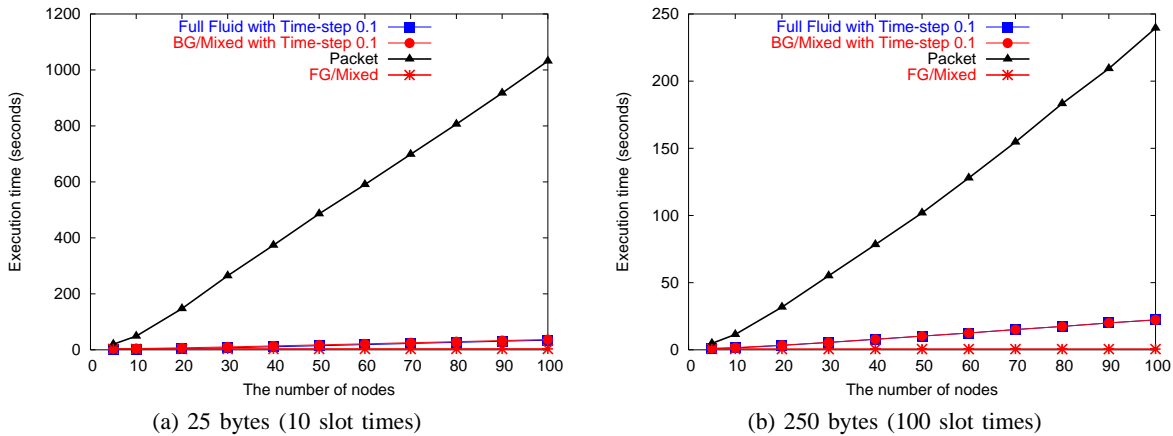 Full Fluid with Time-step 0.1
BG/Mixed with Time-step 0.1
Packet
FG/Mixed
1200
1000
800
600
400
200
0
Execution time (seconds)
0 10 20 30 40 50 60 70 80 90 100
The number of nodes
(a) 25 bytes (10 slot times)
Full Fluid with Time-step 0.1
BG/Mixed with Time-step 0.1
Packet
FG/Mixed
250
200
150
100
50
0
Execution time (seconds)
0 10 20 30 40 50 60 70 80 90 100
The number of nodes
(b) 250 bytes (100 slot times)